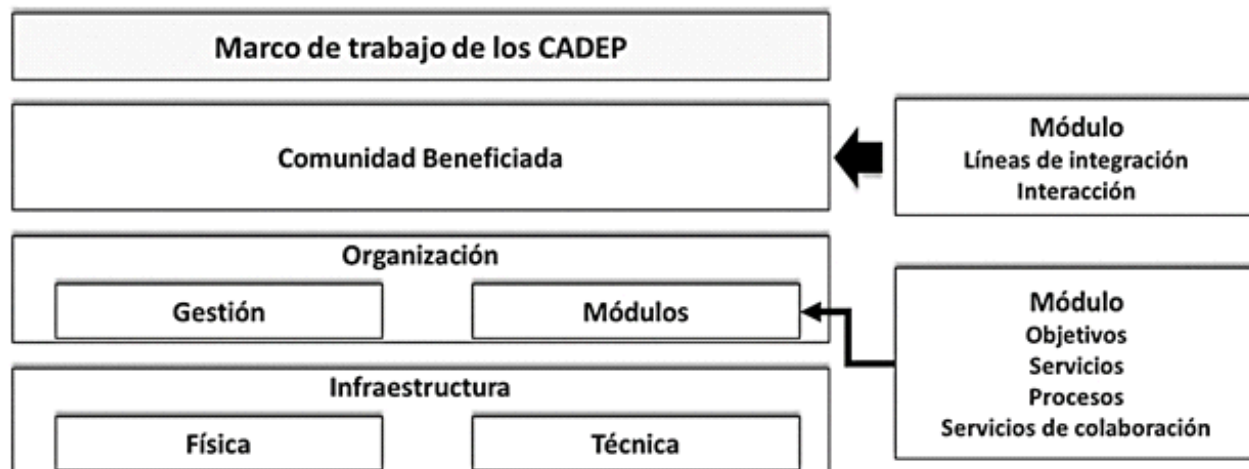 Marco de trabajo de los CADEP
Comunidad Beneficiada
Módulo
Líneas de integración
Interacción
Organización
Gestión
Módulos
Módulo
Objetivos
Servicios
Procesos
Servicios de colaboración
Infraestructura
Física
Técnica